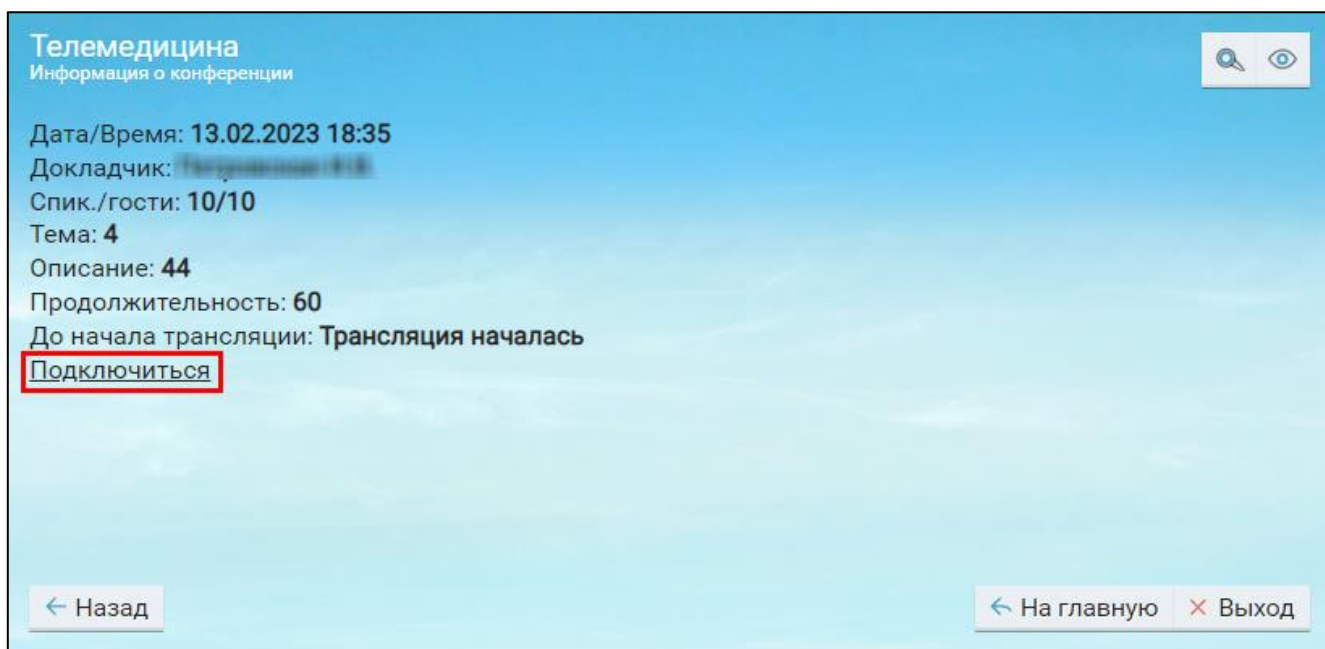 Телемедицина
Информация о конференции
Дата/Время: 13.02.2023 18:35
Докладчик:
Спик./гости: 10/10
Тема: 4
Описание: 44
Продолжительность: 60
До начала трансляции: Трансляция началась
Подключиться
Назад
На главную
Выход